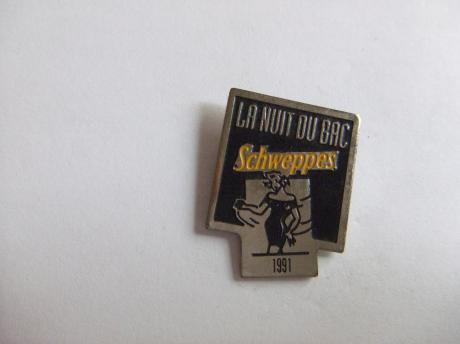 LA NUIT DU BAC
Schweppes
1991